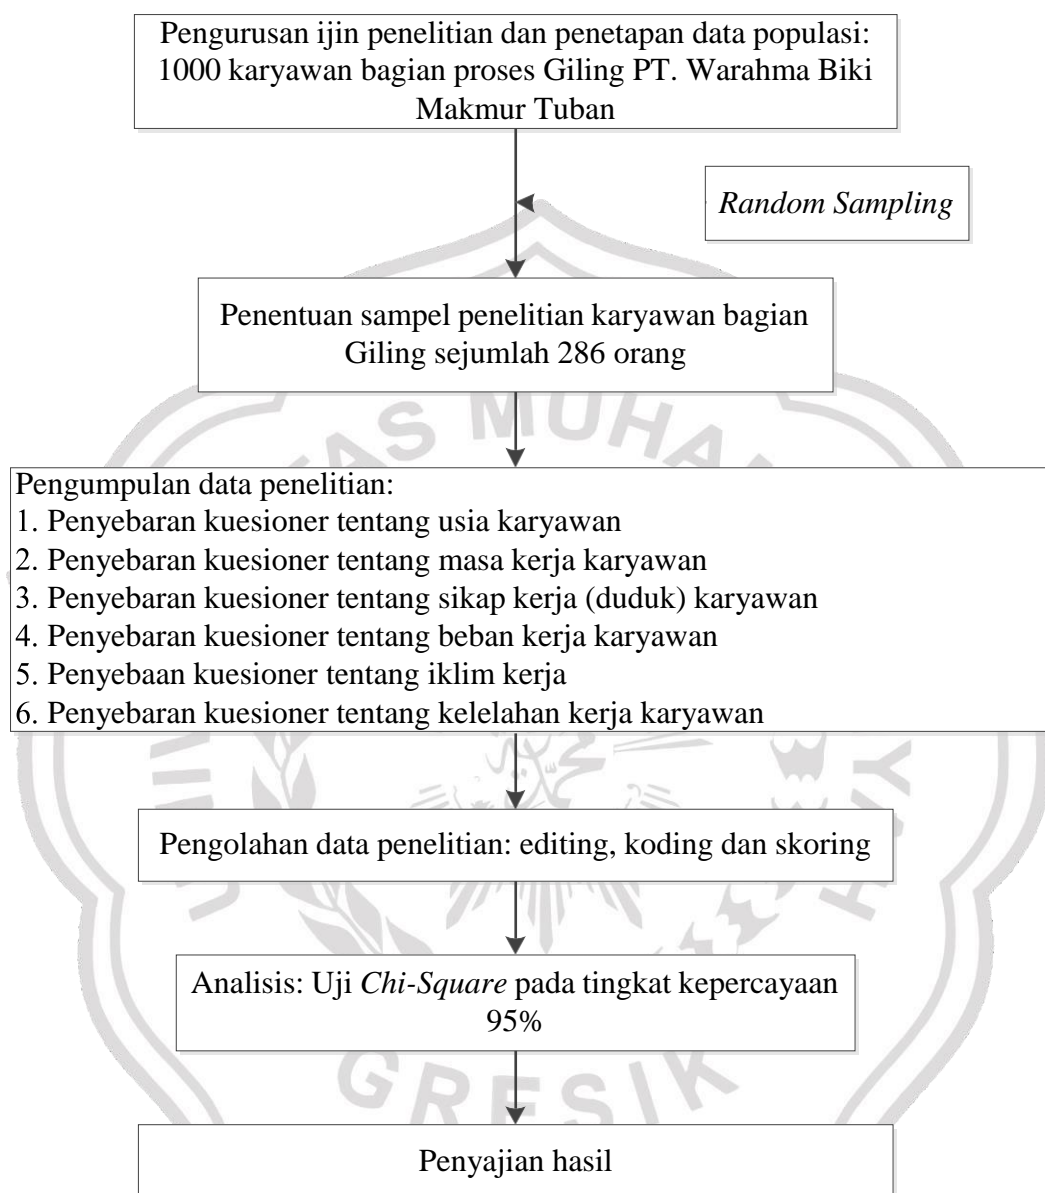 Pengurusan ijin penelitian dan penetapan data populasi:
1000 karyawan bagian proses Giling PT. Warahma Biki
Makmur Tuban
Random Sampling
Penentuan sampel penelitian karyawan bagian
Giling sejumlah 286 orang
Pengumpulan data penelitian:
1. Penyebaran kuesioner tentang usia karyawan
2. Penyebaran kuesioner tentang masa kerja karyawan
3. Penyebaran kuesioner tentang sikap kerja (duduk) karyawan
4. Penyebaran kuesioner tentang beban kerja karyawan
5. Penyebaan kuesioner tentang iklim kerja
6. Penyebaran kuesioner tentang kelelahan kerja karyawan
Pengolahan data penelitian: editing, koding dan skoring
Analisis: Uji Chi-Square pada tingkat kepercayaan
95%
GRESIK
Penyajian hasil